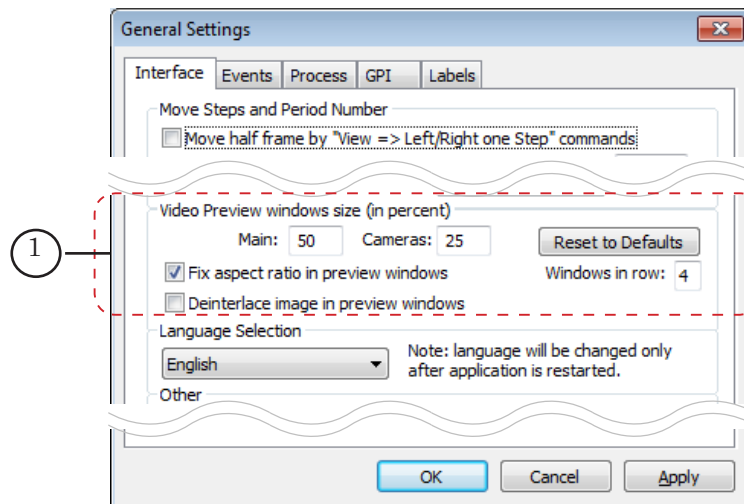 General Settings
Interface Events Process GPI Labels
Move Steps and Period Number
Move half frame by "View => Left/Right one Step" commands
Video Preview windows size (in percent)
Main: 50 Cameras: 25 Reset to Defaults
Fix aspect ratio in preview windows Windows in row: 4
Deinterlace image in preview windows
1
Language Selection
English Note: language will be changed only
after application is restarted.
Other
OK Cancel Apply